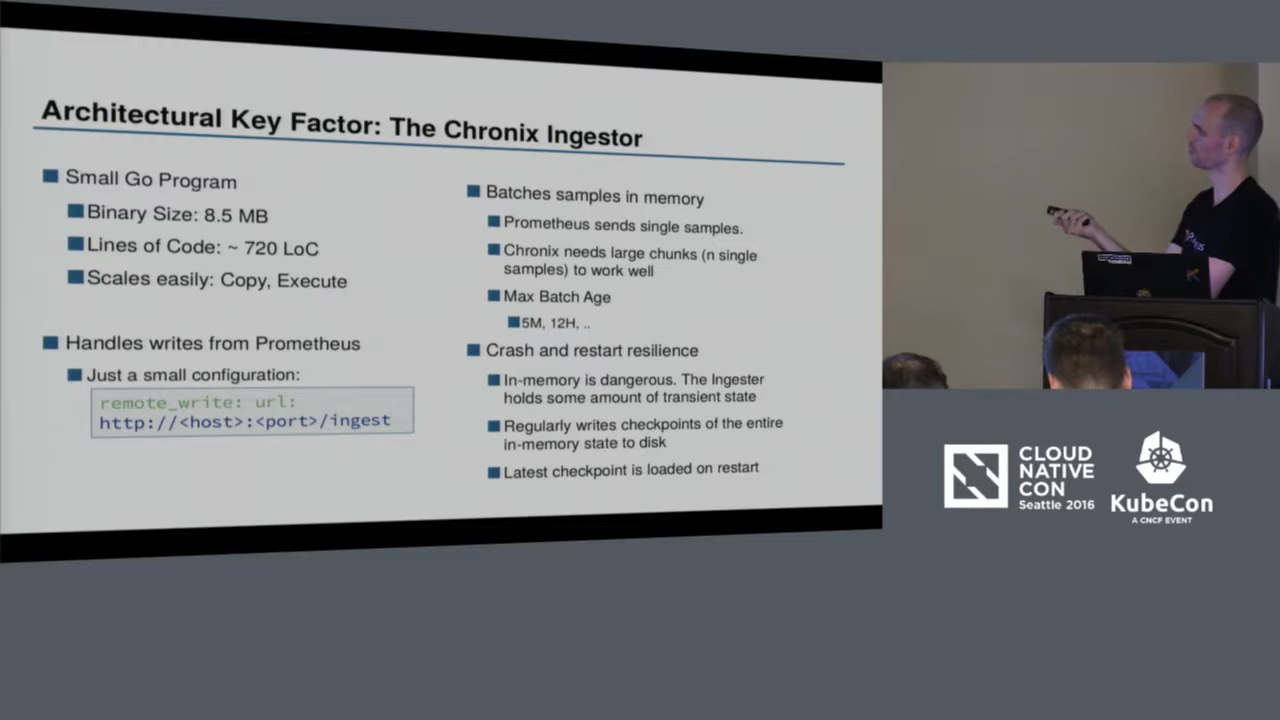 Architectural Key Factor: The Chronix Ingestor
Small Go Program
Binary Size: 8.5 MB
Lines of Code: ~ 720 LoC
Scales easily: Copy, Execute
Handles writes from Prometheus
Just a small configuration:
remote_write: url:
http://<host>:<port>/ingest
Batches samples in memory
Prometheus sends single samples.
Chronix needs large chunks (n single
samples) to work well
Max Batch Age
5M, 12H, ..
Crash and restart resilience
In-memory is dangerous. The Ingester
holds some amount of transient state
Regularly writes checkpoints of the entire
in-memory state to disk
Latest checkpoint is loaded on restart
CLOUD
NATIVE
CON
Seattle 2016
KubeCon
A CNCF EVENT